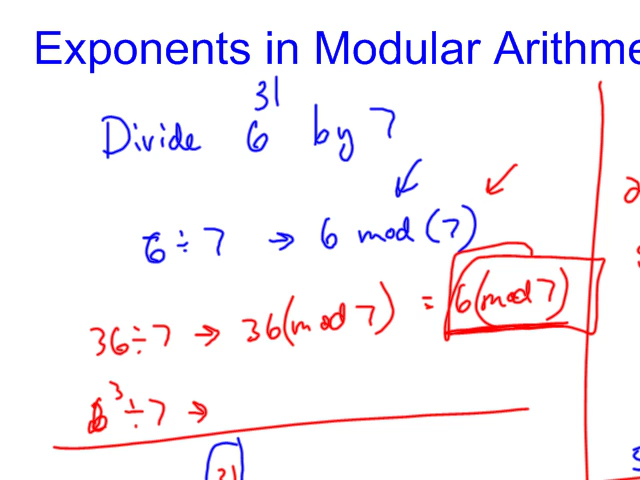 Exponents in Modular Arithme
Divide 6^31 by 7
6 ÷ 7 → 6 mod (7)
36 ÷ 7 → 36 (mod 7) = 6 (mod 7)
6^3 ÷ 7 →
31